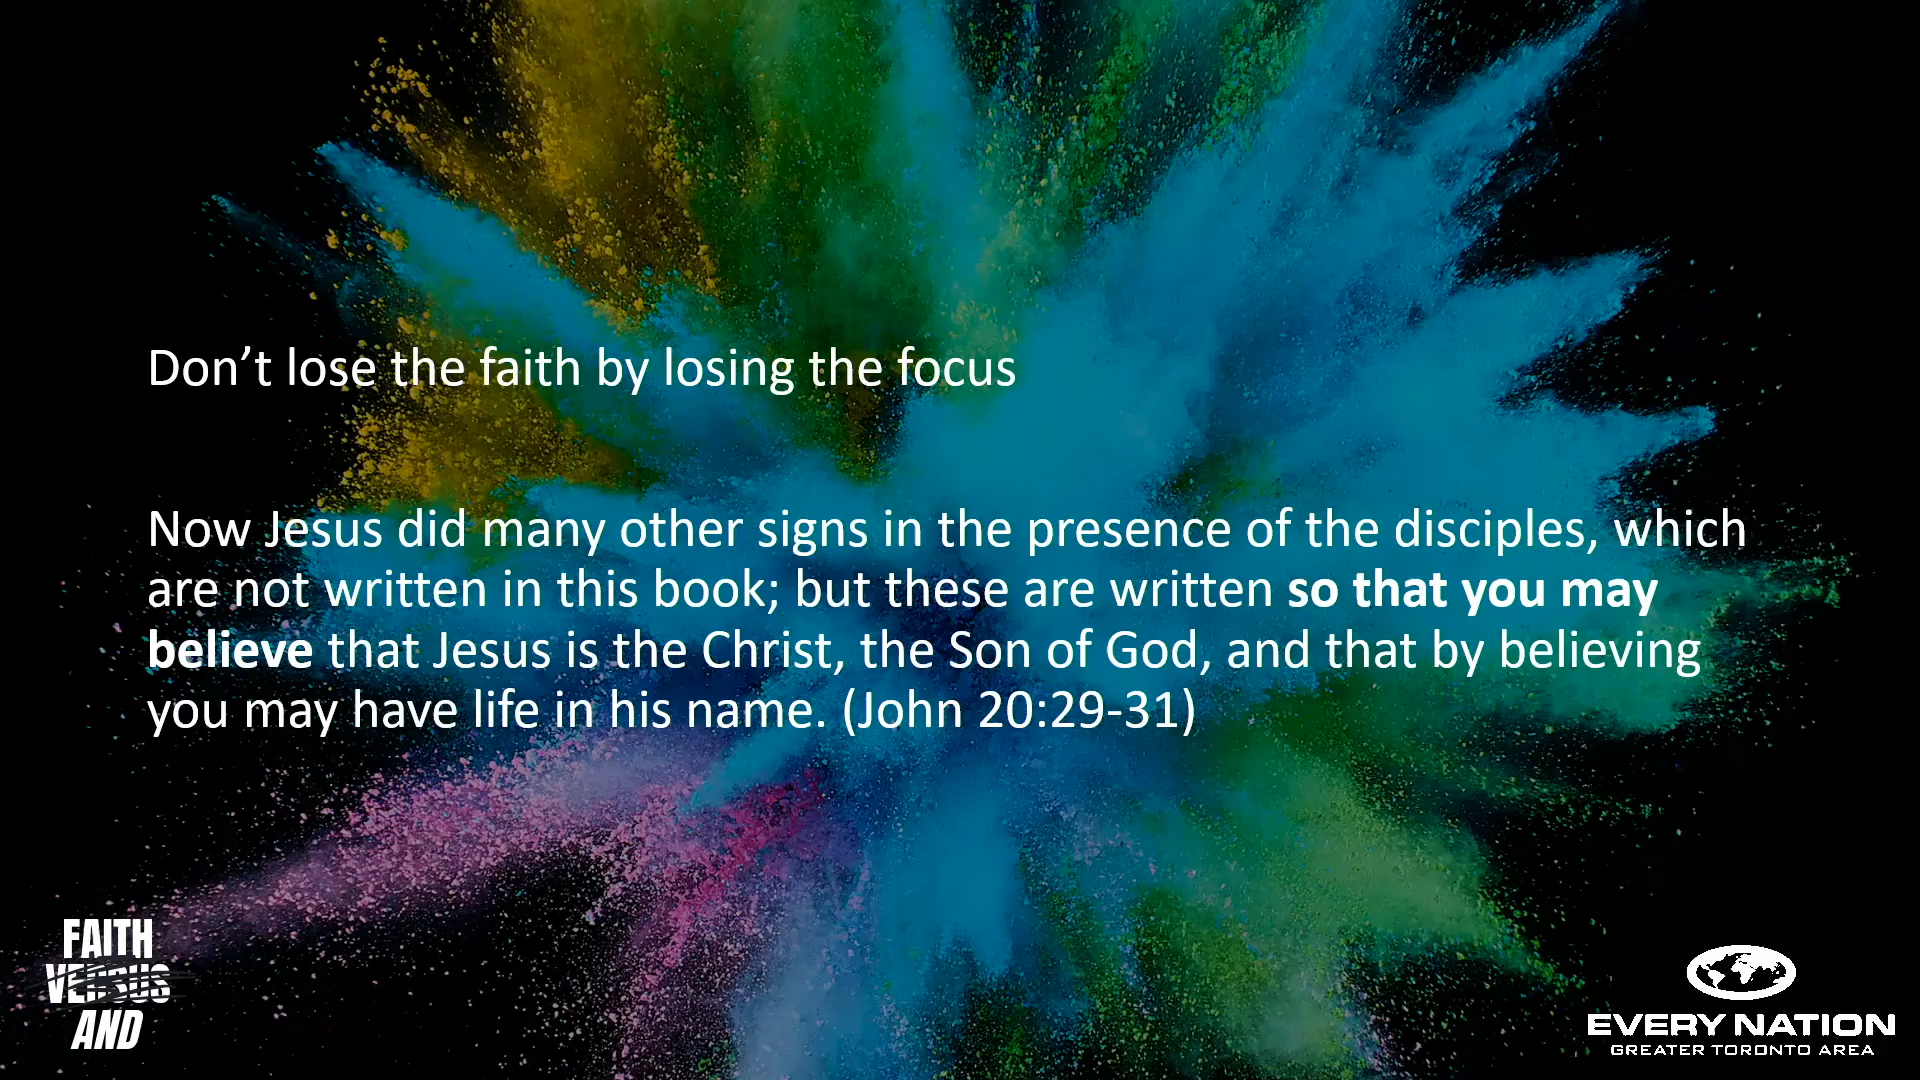 Don’t lose the faith by losing the focus
Now Jesus did many other signs in the presence of the disciples, which
are not written in this book; but these are written so that you may
believe that Jesus is the Christ, the Son of God, and that by believing
you may have life in his name. (John 20:29-31)
FAITH
VERSUS
AND
EVERY NATION
GREATER TORONTO AREA